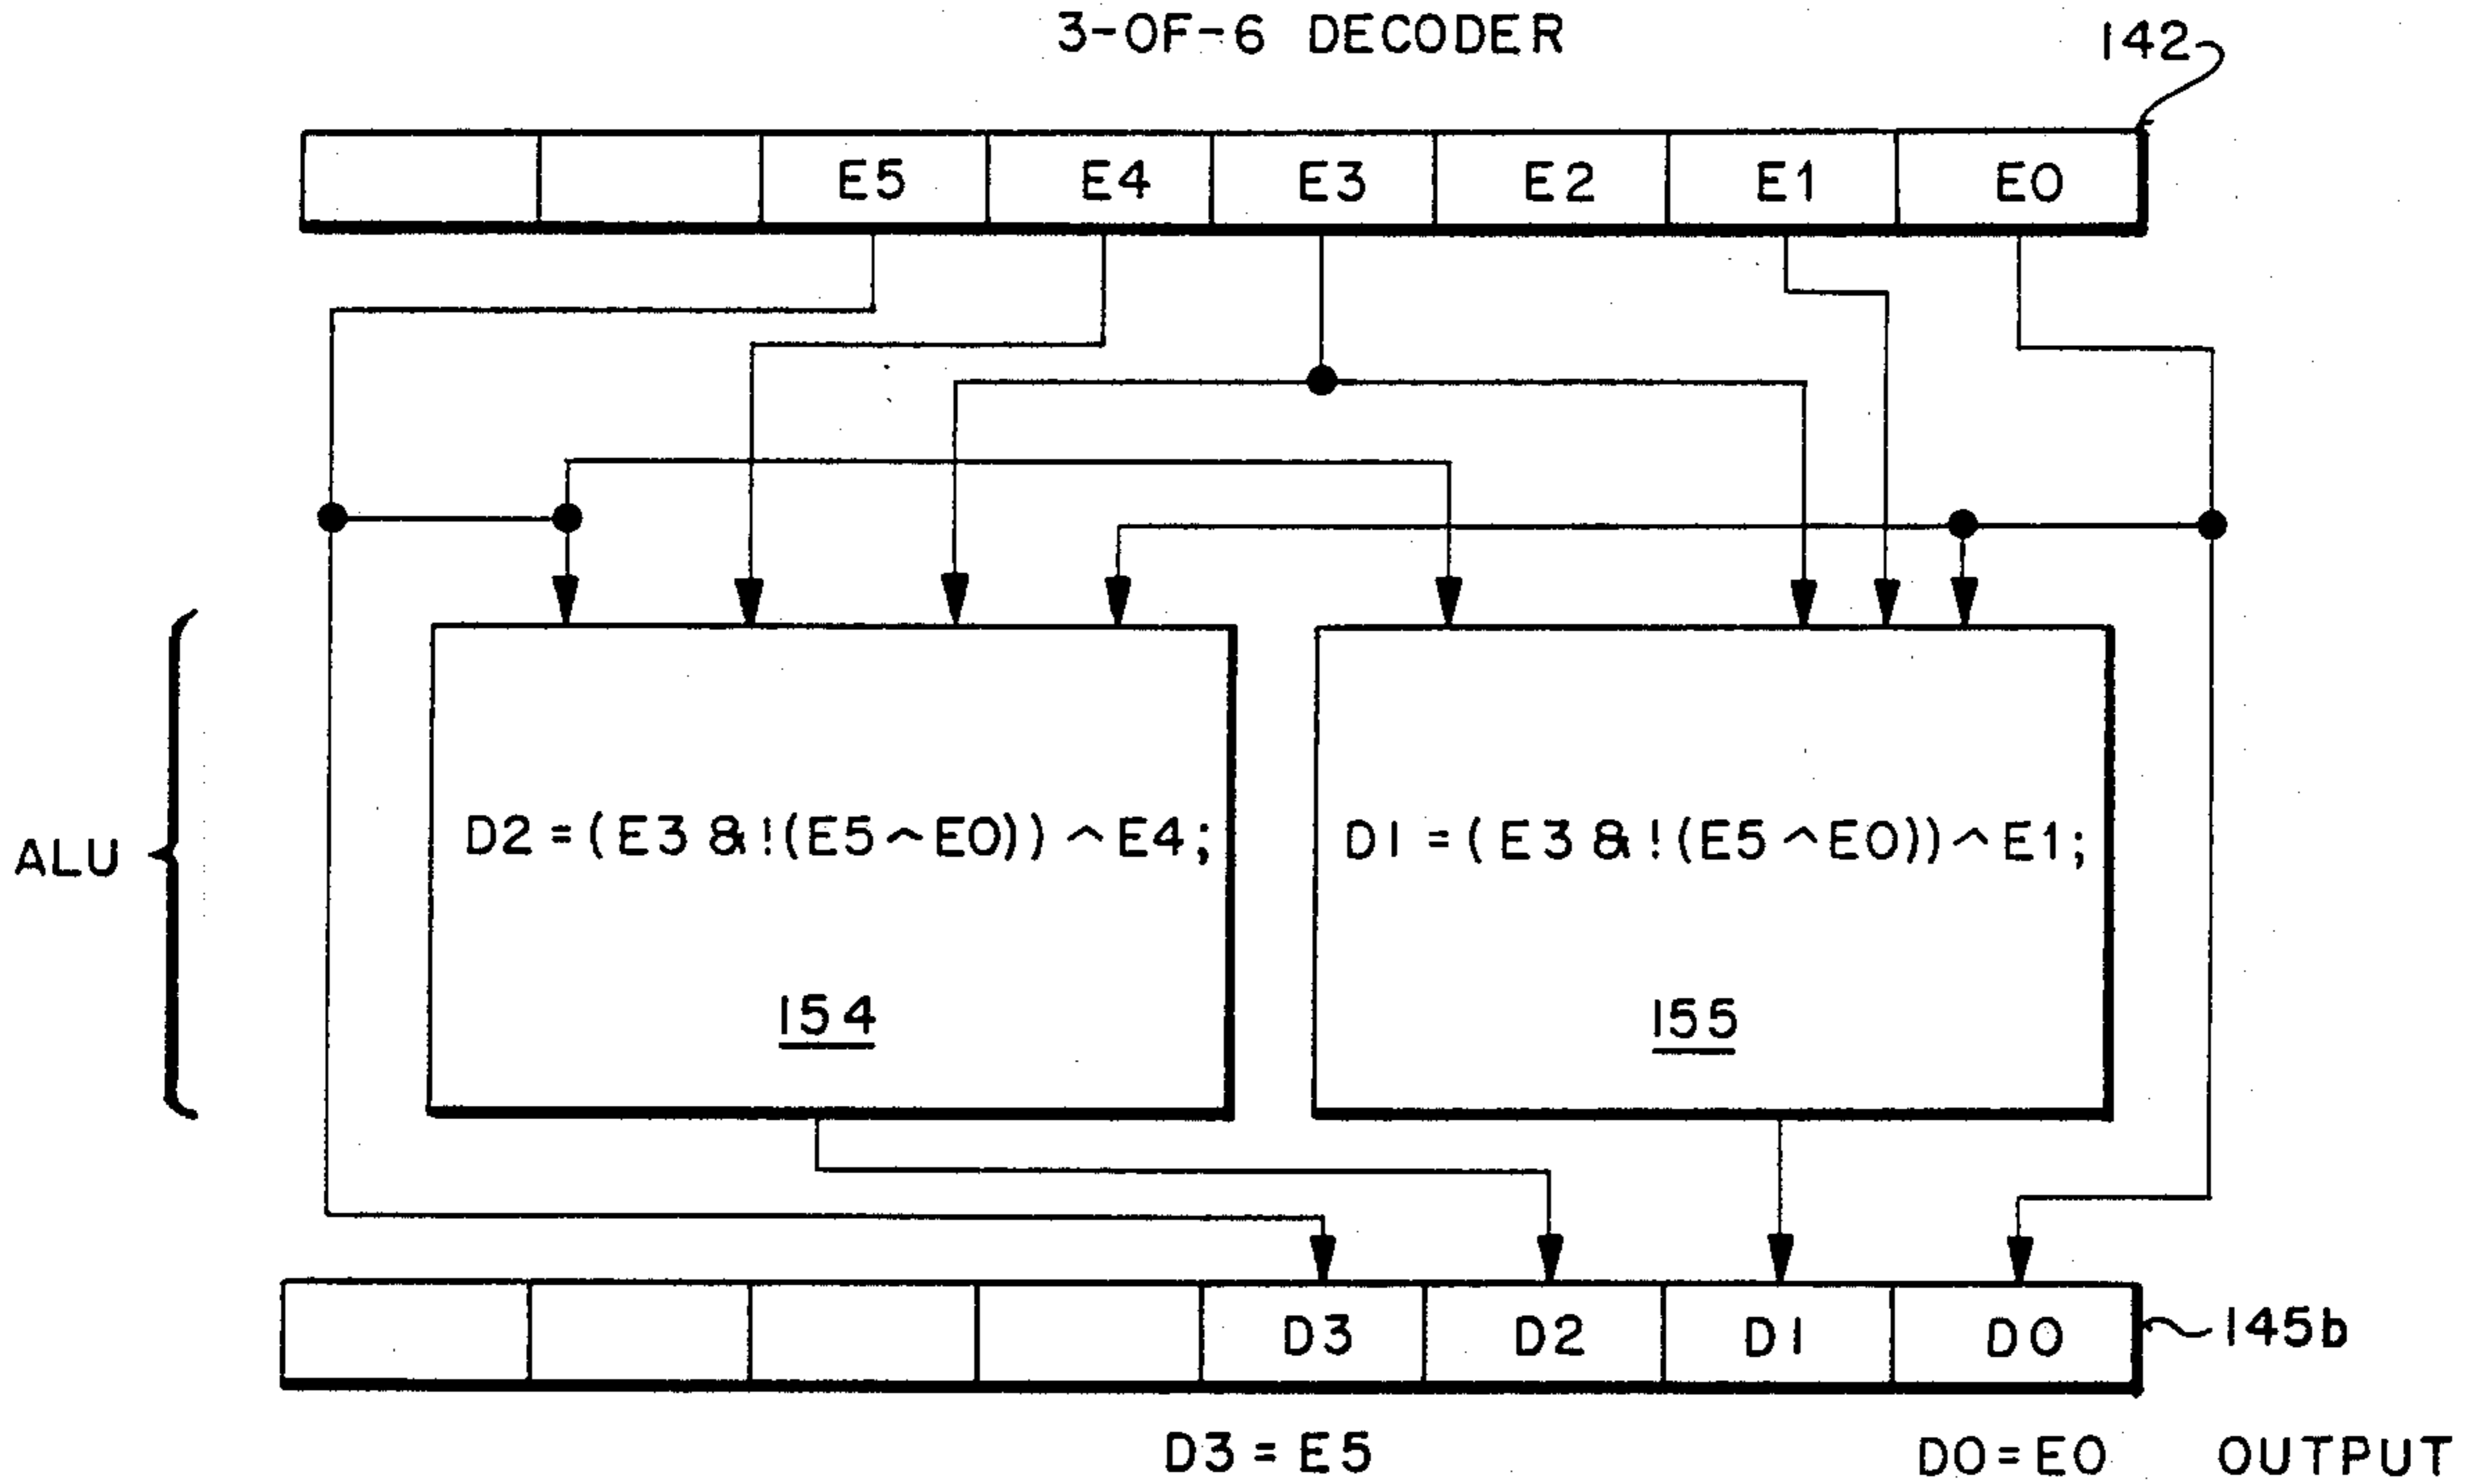 3-OF-6 DECODER
142
E5 E4 E3 E2 E1 E0
ALU
D2=(E3&!(E5^E0))^E4;
D1=(E3&!(E5^E0))^E1;
154
155
D3 D2 D1 D0
145b
D3=E5
D0=E0 OUTPUT